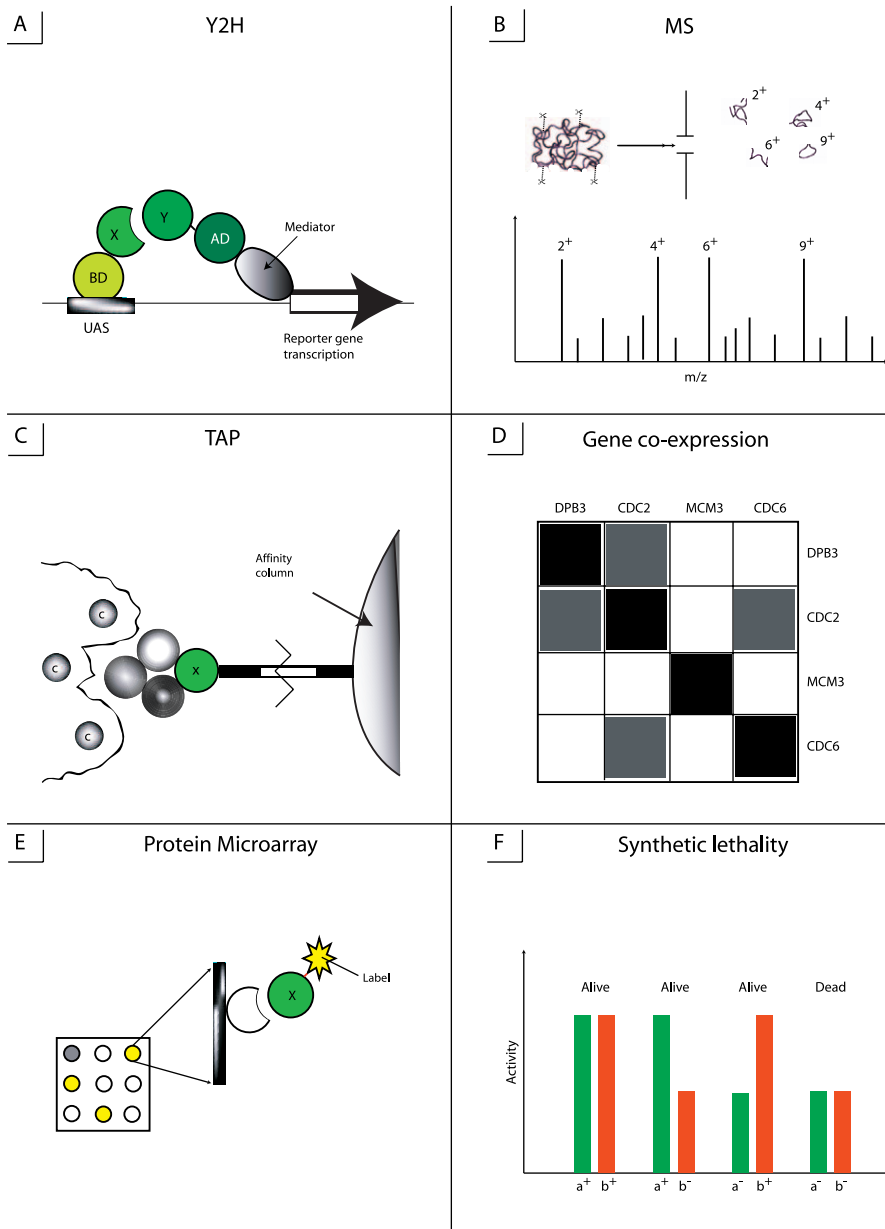 A
Y2H
X
Y
AD
BD
Mediator
UAS
Reporter gene
transcription
B
MS
2+
4+
6+
9+
2+ 4+ 6+ 9+
m/z
C
TAP
Affinity
column
c
c
c
x
D
Gene co-expression
DPB3 CDC2 MCM3 CDC6
DPB3
CDC2
MCM3
CDC6
E
Protein Microarray
X
Label
F
Synthetic lethality
Alive Alive Alive Dead
Activity
a+ b+ a+ b- a- b+ a- b-